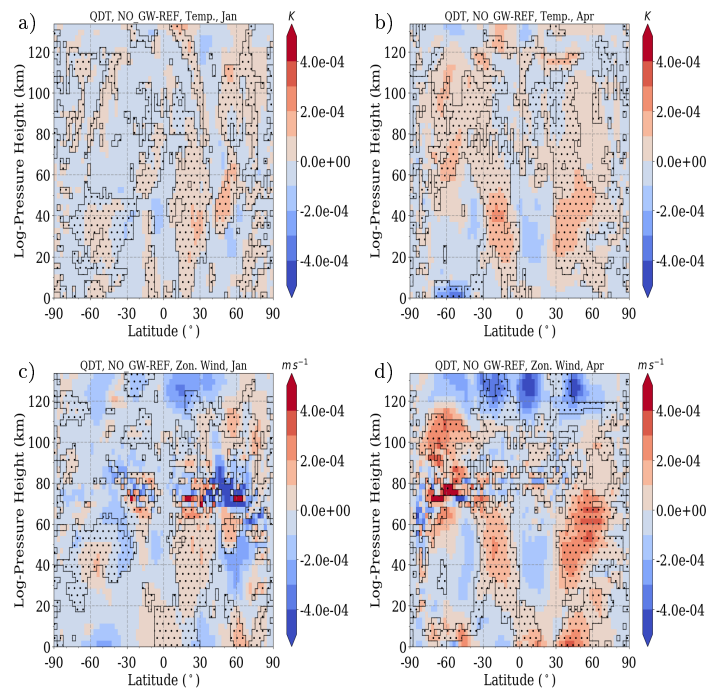 a) QDT, NO_GW-REF, Temp., Jan K
120
100
80
60
40
20
0
Log-Pressure Height (km)
-90 -60 -30 0 30 60 90
Latitude (°)
4.0e-04
2.0e-04
0.0e+00
-2.0e-04
-4.0e-04
b) QDT, NO_GW-REF, Temp., Apr K
120
100
80
60
40
20
0
Log-Pressure Height (km)
-90 -60 -30 0 30 60 90
Latitude (°)
4.0e-04
2.0e-04
0.0e+00
-2.0e-04
-4.0e-04
c) QDT, NO_GW-REF, Zon. Wind, Jan m s⁻¹
120
100
80
60
40
20
0
Log-Pressure Height (km)
-90 -60 -30 0 30 60 90
Latitude (°)
4.0e-04
2.0e-04
0.0e+00
-2.0e-04
-4.0e-04
d) QDT, NO_GW-REF, Zon. Wind, Apr m s⁻¹
120
100
80
60
40
20
0
Log-Pressure Height (km)
-90 -60 -30 0 30 60 90
Latitude (°)
4.0e-04
2.0e-04
0.0e+00
-2.0e-04
-4.0e-04